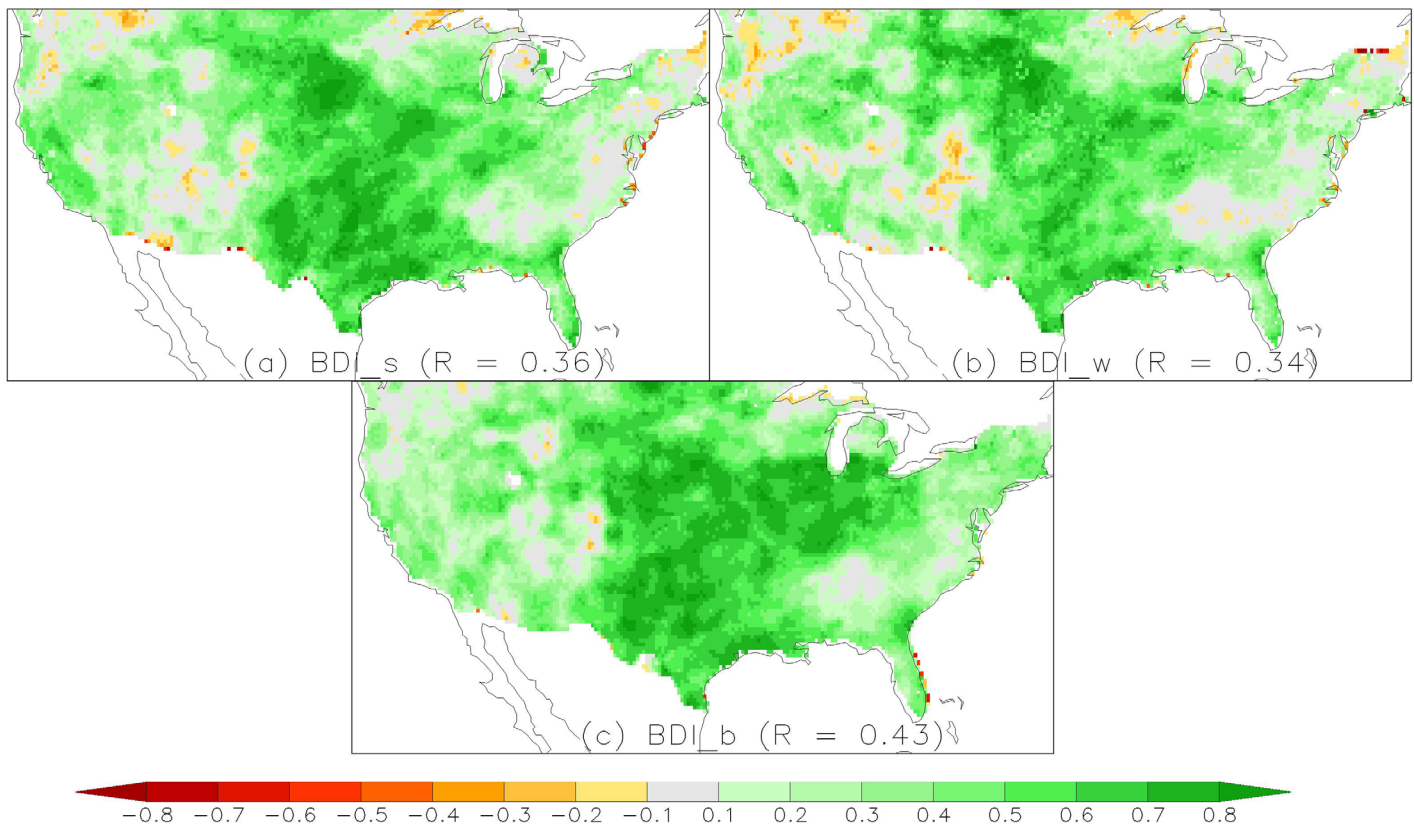 (a) BDI_s (R = 0.36)
(b) BDI_w (R = 0.34)
(c) BDI_b (R = 0.43)
−0.8 −0.7 −0.6 −0.5 −0.4 −0.3 −0.2 −0.1 0.1 0.2 0.3 0.4 0.5 0.6 0.7 0.8